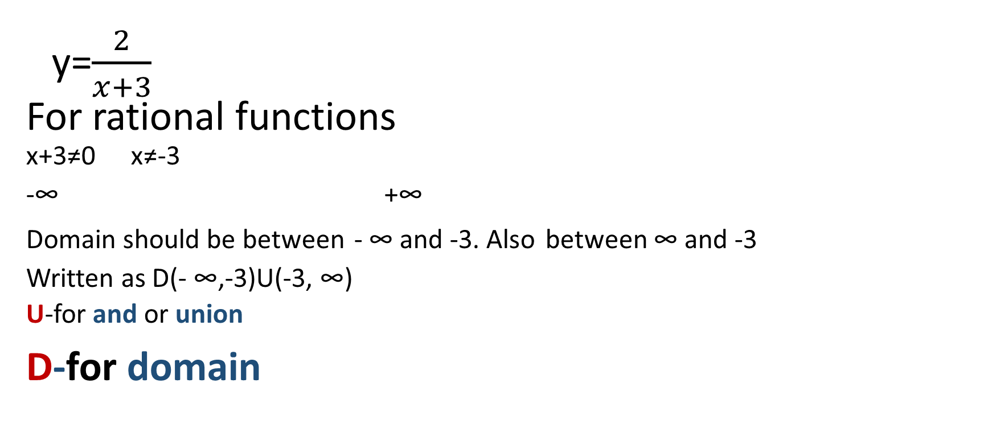 y=2/(x+3)
For rational functions
x+3≠0 x≠-3
-∞ +∞
Domain should be between - ∞ and -3. Also between ∞ and -3
Written as D(- ∞,-3)U(-3, ∞)
U-for and or union
D-for domain